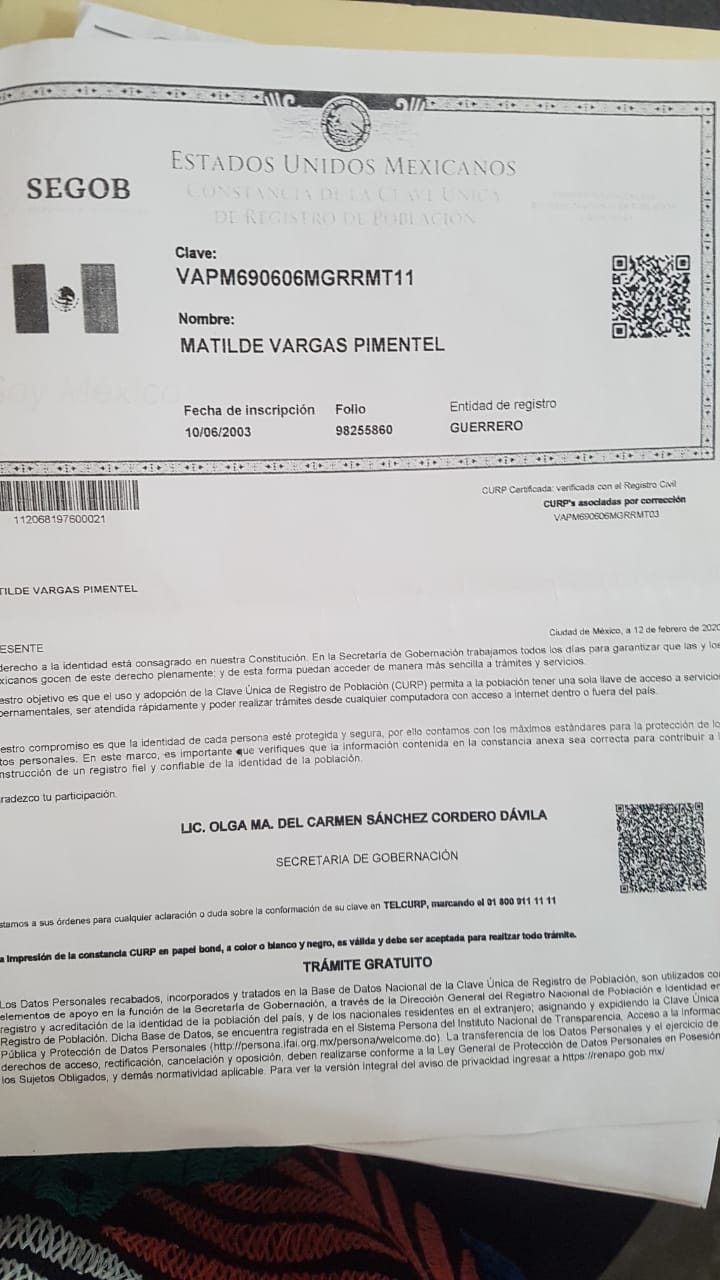 ESTADOS UNIDOS MEXICANOS
SEGOB
CONSTANCIA DE LA CLAVE ÚNICA
DE REGISTRO DE POBLACIÓN
Clave:
VAPM690606MGRRMT11
Nombre:
MATILDE VARGAS PIMENTEL
Soy México
Fecha de inscripción Folio Entidad de registro
10/06/2003 98255860 GUERRERO
CURP Certificada: verificada con el Registro Civil
CURP's asociadas por corrección
VAPM690606MGRRMT03
112068197600021
TILDE VARGAS PIMENTEL
Ciudad de México, a 12 de febrero de 2020
ESENTE
derecho a la identidad está consagrado en nuestra Constitución. En la Secretaría de Gobernación trabajamos todos los días para garantizar que las y los
xicanos gocen de este derecho plenamente; y de esta forma puedan acceder de manera más sencilla a trámites y servicios.
estro objetivo es que el uso y adopción de la Clave Única de Registro de Población (CURP) permita a la población tener una sola llave de acceso a servicio
bernamentales, ser atendida rápidamente y poder realizar trámites desde cualquier computadora con acceso a internet dentro o fuera del país.
estro compromiso es que la identidad de cada persona esté protegida y segura, por ello contamos con los máximos estándares para la protección de lo
tos personales. En este marco, es importante que verifiques que la información contenida en la constancia anexa sea correcta para contribuir a l
nstrucción de un registro fiel y confiable de la identidad de la población.
radezco tu participación.
LIC. OLGA MA. DEL CARMEN SÁNCHEZ CORDERO DÁVILA
SECRETARIA DE GOBERNACIÓN
stamos a sus órdenes para cualquier aclaración o duda sobre la conformación de su clave en TELCURP, marcando el 01 800 911 11 11
a impresión de la constancia CURP en papel bond, a color o blanco y negro, es válida y debe ser aceptada para realizar todo trámite.
TRÁMITE GRATUITO
Los Datos Personales recabados, incorporados y tratados en la Base de Datos Nacional de la Clave Única de Registro de Población, son utilizados co
elementos de apoyo en la función de la Secretaría de Gobernación, a través de la Dirección General del Registro Nacional de Población e Identidad en
registro y acreditación de la identidad de la población del país, y de los nacionales residentes en el extranjero; asignando y expidiendo la Clave Única
Registro de Población. Dicha Base de Datos, se encuentra registrada en el Sistema Persona del Instituto Nacional de Transparencia, Acceso a la Informac
Pública y Protección de Datos Personales (http://persona.ifai.org.mx/persona/welcome.do). La transferencia de los Datos Personales y el ejercicio de
derechos de acceso, rectificación, cancelación y oposición, deben realizarse conforme a la Ley General de Protección de Datos Personales en Posesión
los Sujetos Obligados, y demás normatividad aplicable. Para ver la versión integral del aviso de privacidad ingresar a https://renapo.gob.mx/